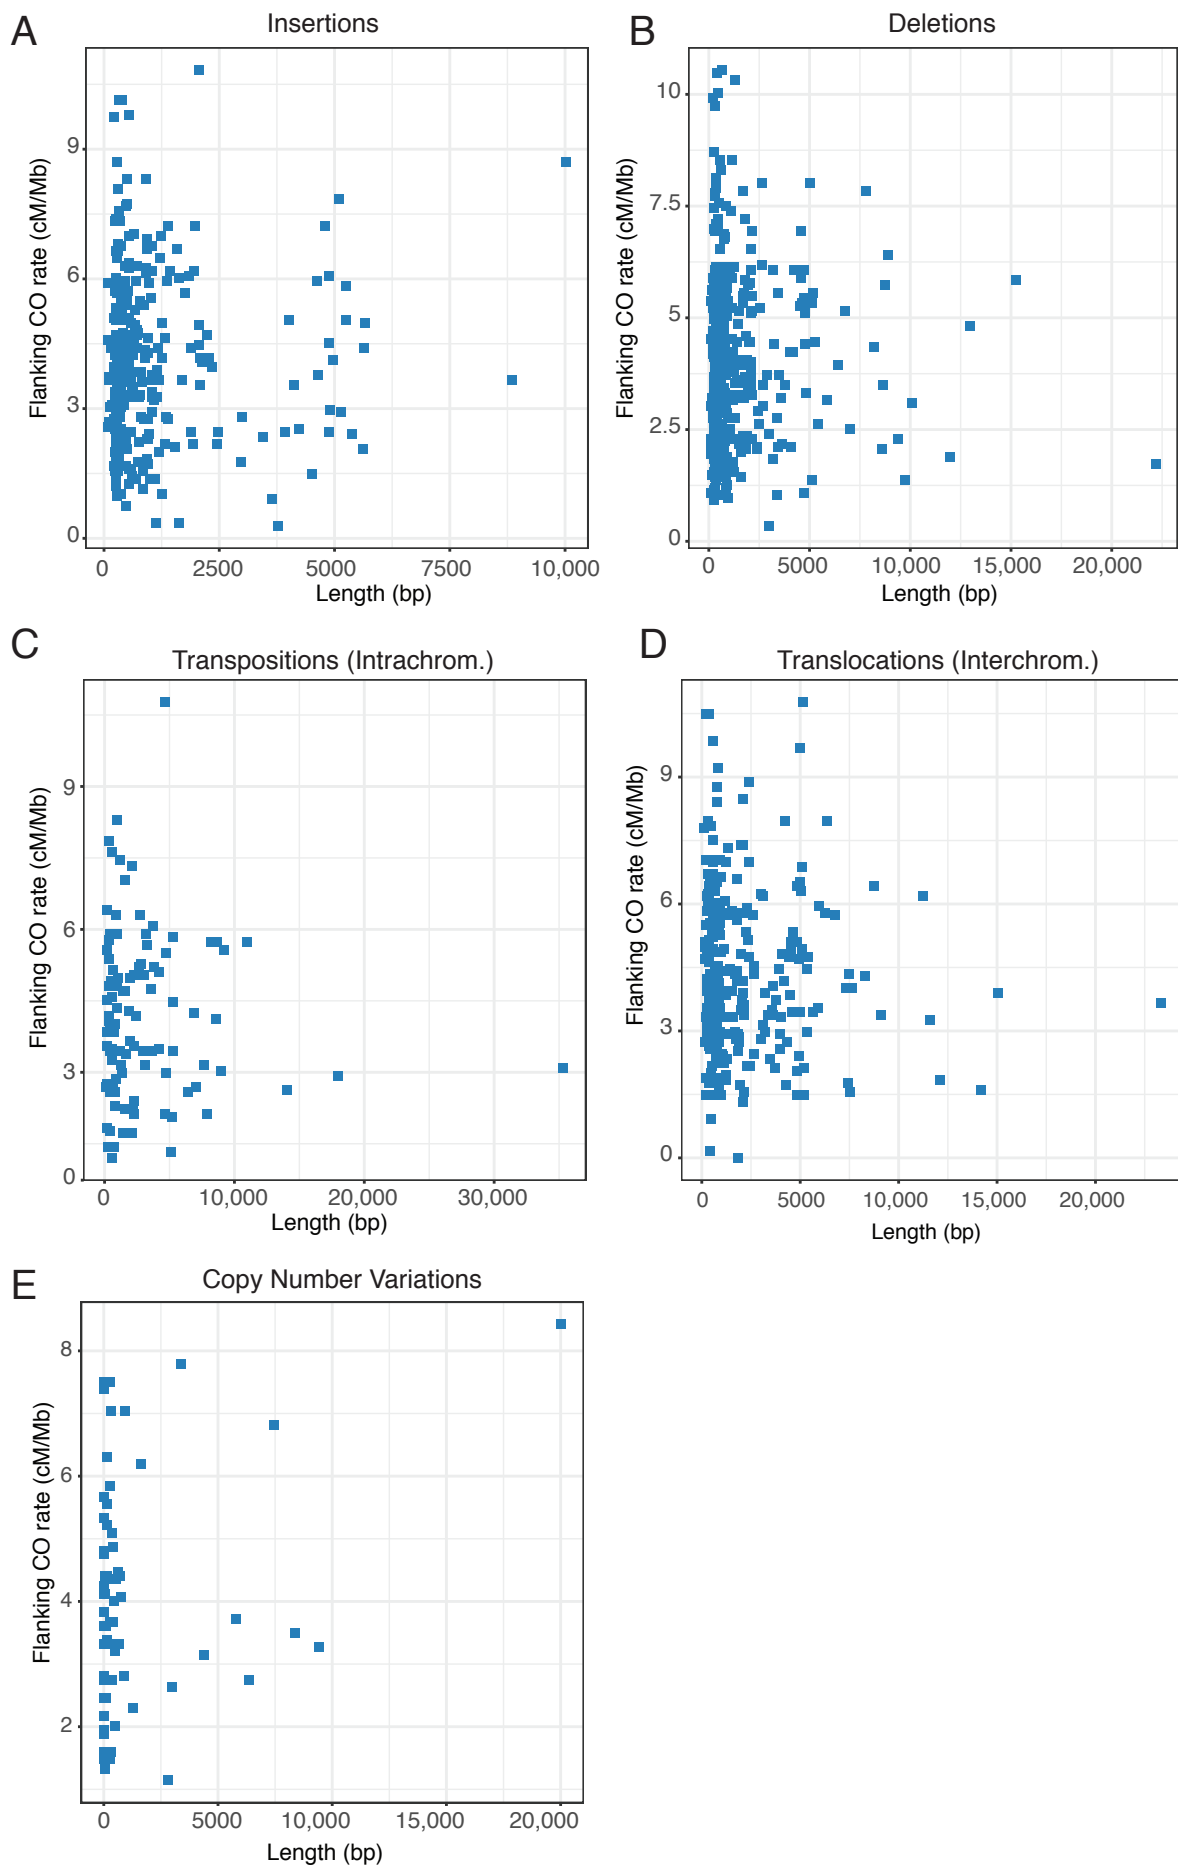 A
Insertions
Flanking CO rate (cM/Mb)
9
6
3
0
0 2500 5000 7500 10,000
Length (bp)
B
Deletions
Flanking CO rate (cM/Mb)
10
7.5
5
2.5
0
0 5000 10,000 15,000 20,000
Length (bp)
C
Transpositions (Intrachrom.)
Flanking CO rate (cM/Mb)
9
6
3
0
0 10,000 20,000 30,000
Length (bp)
D
Translocations (Interchrom.)
Flanking CO rate (cM/Mb)
9
6
3
0
0 5000 10,000 15,000 20,000
Length (bp)
E
Copy Number Variations
Flanking CO rate (cM/Mb)
8
6
4
2
0 5000 10,000 15,000 20,000
Length (bp)